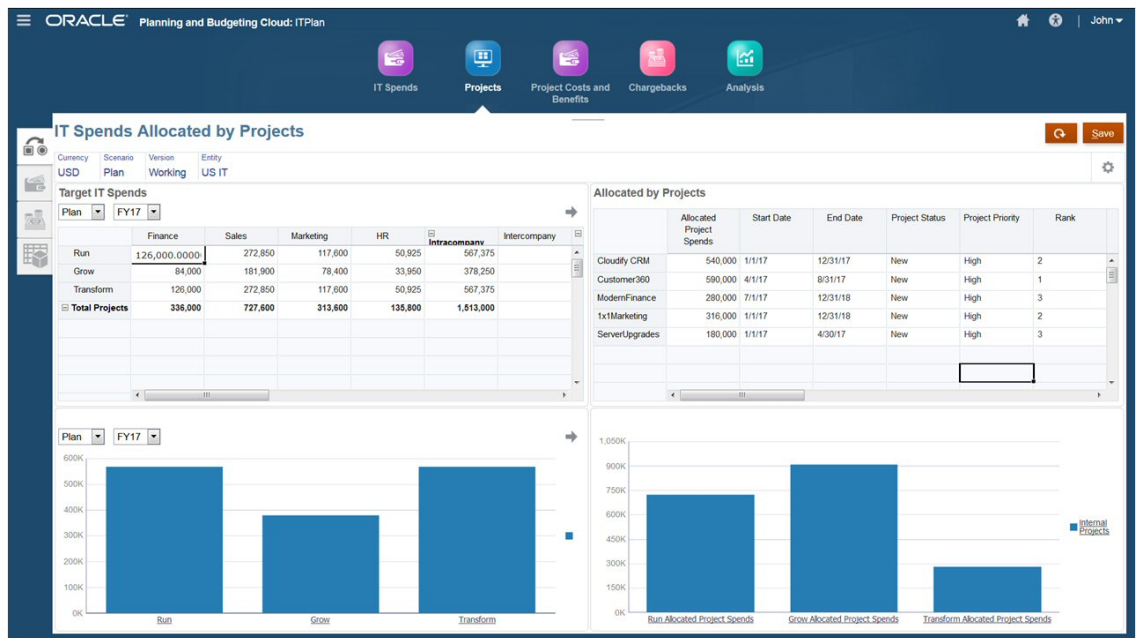 ORACLE Planning and Budgeting Cloud: ITPlan John
IT Spends Projects Project Costs and Benefits Chargebacks Analysis
IT Spends Allocated by Projects Save
Currency Scenario Version Entity
USD Plan Working US IT
Target IT Spends
Plan FY17
Finance Sales Marketing HR Intracompany Intercompany
Run 126,000.0000 272,850 117,600 50,925 567,375
Grow 84,000 181,900 78,400 33,950 378,250
Transform 126,000 272,850 117,600 50,925 567,375
Total Projects 336,000 727,600 313,600 135,800 1,513,000
Allocated by Projects
Allocated Project Spends Start Date End Date Project Status Project Priority Rank
Cloudify CRM 540,000 1/1/17 12/31/17 New High 2
Customer360 590,000 4/1/17 8/31/17 New High 1
ModernFinance 280,000 7/1/17 12/31/18 New High 3
1x1Marketing 316,000 1/1/17 12/31/18 New High 2
ServerUpgrades 180,000 1/1/17 4/30/17 New High 3
Plan FY17
600K
500K
400K
300K
200K
100K
0K
Run Grow Transform
1,050K
900K
750K
600K
450K
300K
150K
0K
Run Allocated Project Spends Grow Allocated Project Spends Transform Allocated Project Spends
Internal
Projects